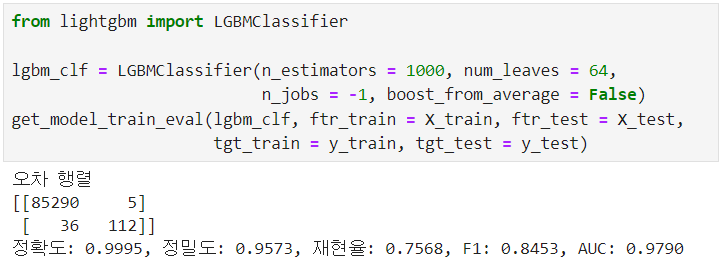 from lightgbm import LGBMClassifier
lgbm_clf = LGBMClassifier(n_estimators = 1000, num_leaves = 64,
n_jobs = -1, boost_from_average = False)
get_model_train_eval(lgbm_clf, ftr_train = X_train, ftr_test = X_test,
tgt_train = y_train, tgt_test = y_test)
오차 행렬
[[85290 5]
[ 36 112]]
정확도: 0.9995, 정밀도: 0.9573, 재현율: 0.7568, F1: 0.8453, AUC: 0.9790